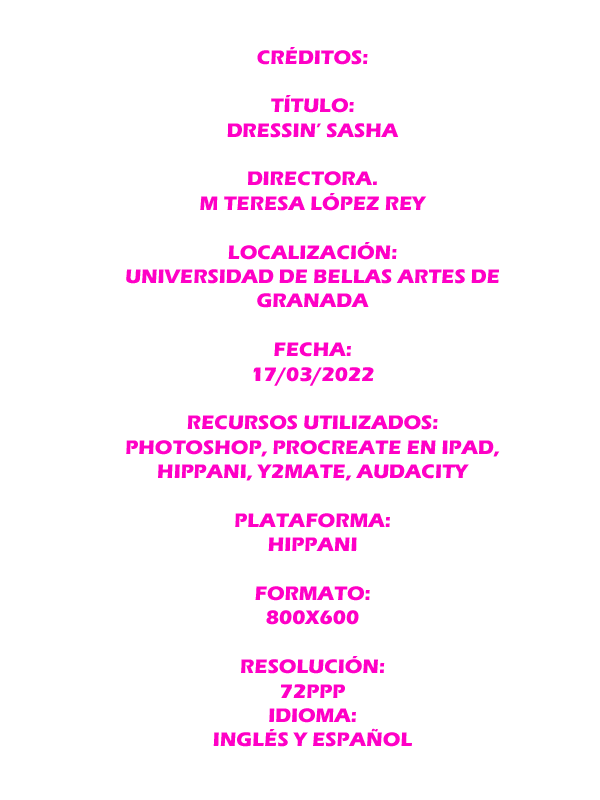 CRÉDITOS:
TÍTULO:
DRESSIN' SASHA
DIRECTORA.
M TERESA LÓPEZ REY
LOCALIZACIÓN:
UNIVERSIDAD DE BELLAS ARTES DE
GRANADA
FECHA:
17/03/2022
RECURSOS UTILIZADOS:
PHOTOSHOP, PROCREATE EN IPAD,
HIPPANI, Y2MATE, AUDACITY
PLATAFORMA:
HIPPANI
FORMATO:
800X600
RESOLUCIÓN:
72PPP
IDIOMA:
INGLÉS Y ESPAÑOL